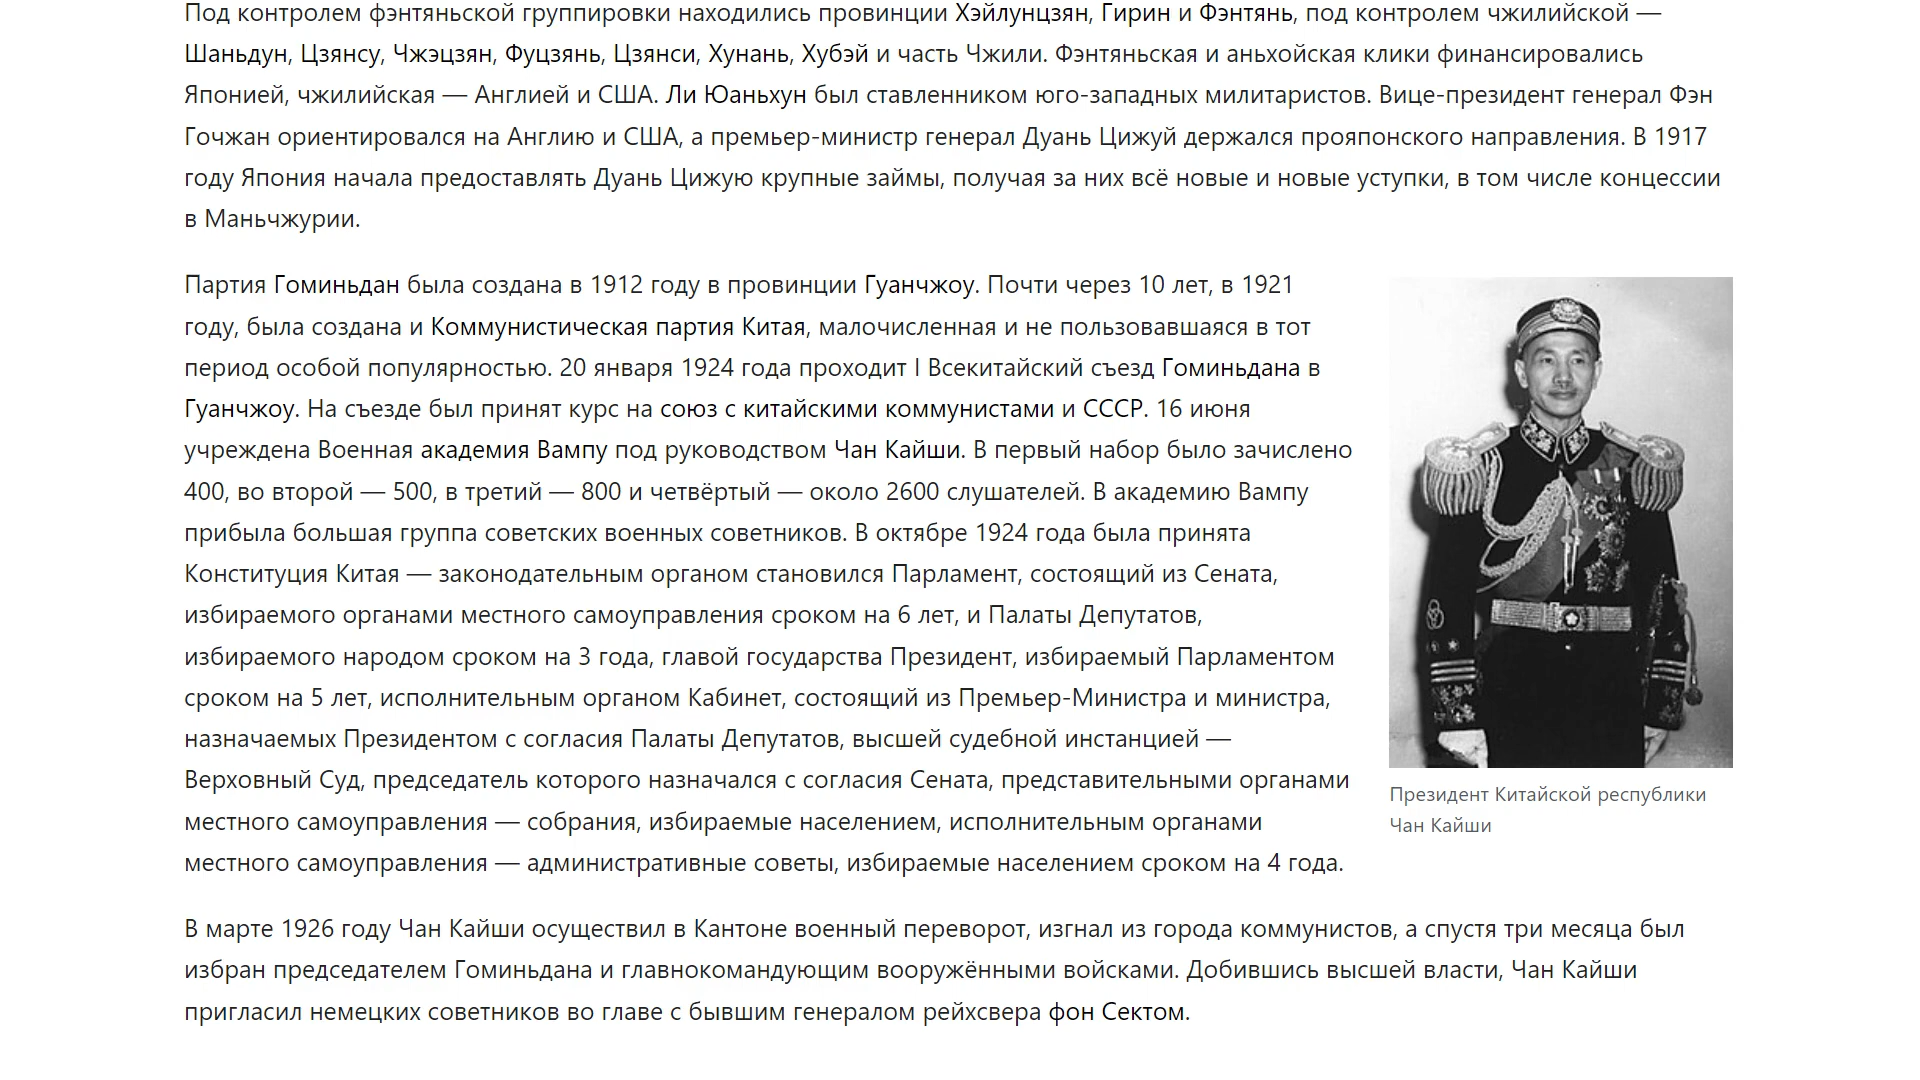 Под контролем фэнтяньской группировки находились провинции Хэйлунцзян, Гирин и Фэнтянь, под контролем чжилийской —
Шаньдун, Цзянсу, Чжэцзян, Фуцзянь, Цзянси, Хунань, Хубэй и часть Чжили. Фэнтяньская и аньхойская клики финансировались
Японией, чжилийская — Англией и США. Ли Юаньхун был ставленником юго-западных милитаристов. Вице-президент генерал Фэн
Гочжан ориентировался на Англию и США, а премьер-министр генерал Дуань Цижуй держался прояпонского направления. В 1917
году Япония начала предоставлять Дуань Цижую крупные займы, получая за них всё новые и новые уступки, в том числе концессии
в Маньчжурии.
Партия Гоминьдан была создана в 1912 году в провинции Гуанчжоу. Почти через 10 лет, в 1921
году, была создана и Коммунистическая партия Китая, малочисленная и не пользовавшаяся в тот
период особой популярностью. 20 января 1924 года проходит I Всекитайский съезд Гоминьдана в
Гуанчжоу. На съезде был принят курс на союз с китайскими коммунистами и СССР. 16 июня
учреждена Военная академия Вампу под руководством Чан Кайши. В первый набор было зачислено
400, во второй — 500, в третий — 800 и четвёртый — около 2600 слушателей. В академию Вампу
прибыла большая группа советских военных советников. В октябре 1924 года была принята
Конституция Китая — законодательным органом становился Парламент, состоящий из Сената,
избираемого органами местного самоуправления сроком на 6 лет, и Палаты Депутатов,
избираемого народом сроком на 3 года, главой государства Президент, избираемый Парламентом
сроком на 5 лет, исполнительным органом Кабинет, состоящий из Премьер-Министра и министра,
назначаемых Президентом с согласия Палаты Депутатов, высшей судебной инстанцией —
Верховный Суд, председатель которого назначался с согласия Сената, представительными органами
местного самоуправления — собрания, избираемые населением, исполнительным органами
местного самоуправления — административные советы, избираемые населением сроком на 4 года.
Президент Китайской республики
Чан Кайши
В марте 1926 году Чан Кайши осуществил в Кантоне военный переворот, изгнал из города коммунистов, а спустя три месяца был
избран председателем Гоминьдана и главнокомандующим вооружёнными войсками. Добившись высшей власти, Чан Кайши
пригласил немецких советников во главе с бывшим генералом рейхсвера фон Сектом.